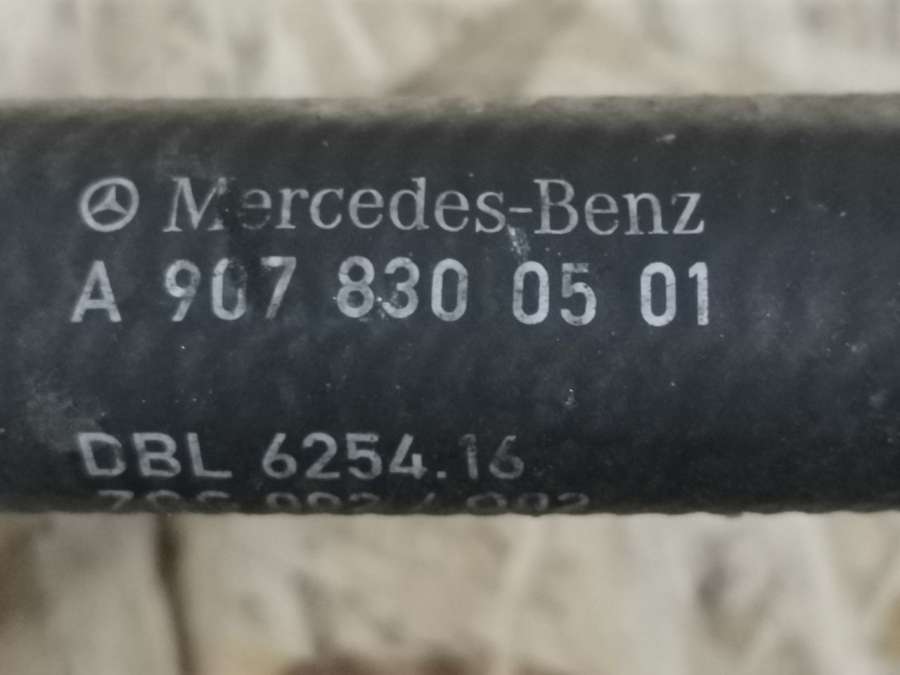 Mercedes-Benz
A 907 830 05 01
DBL 6254.16